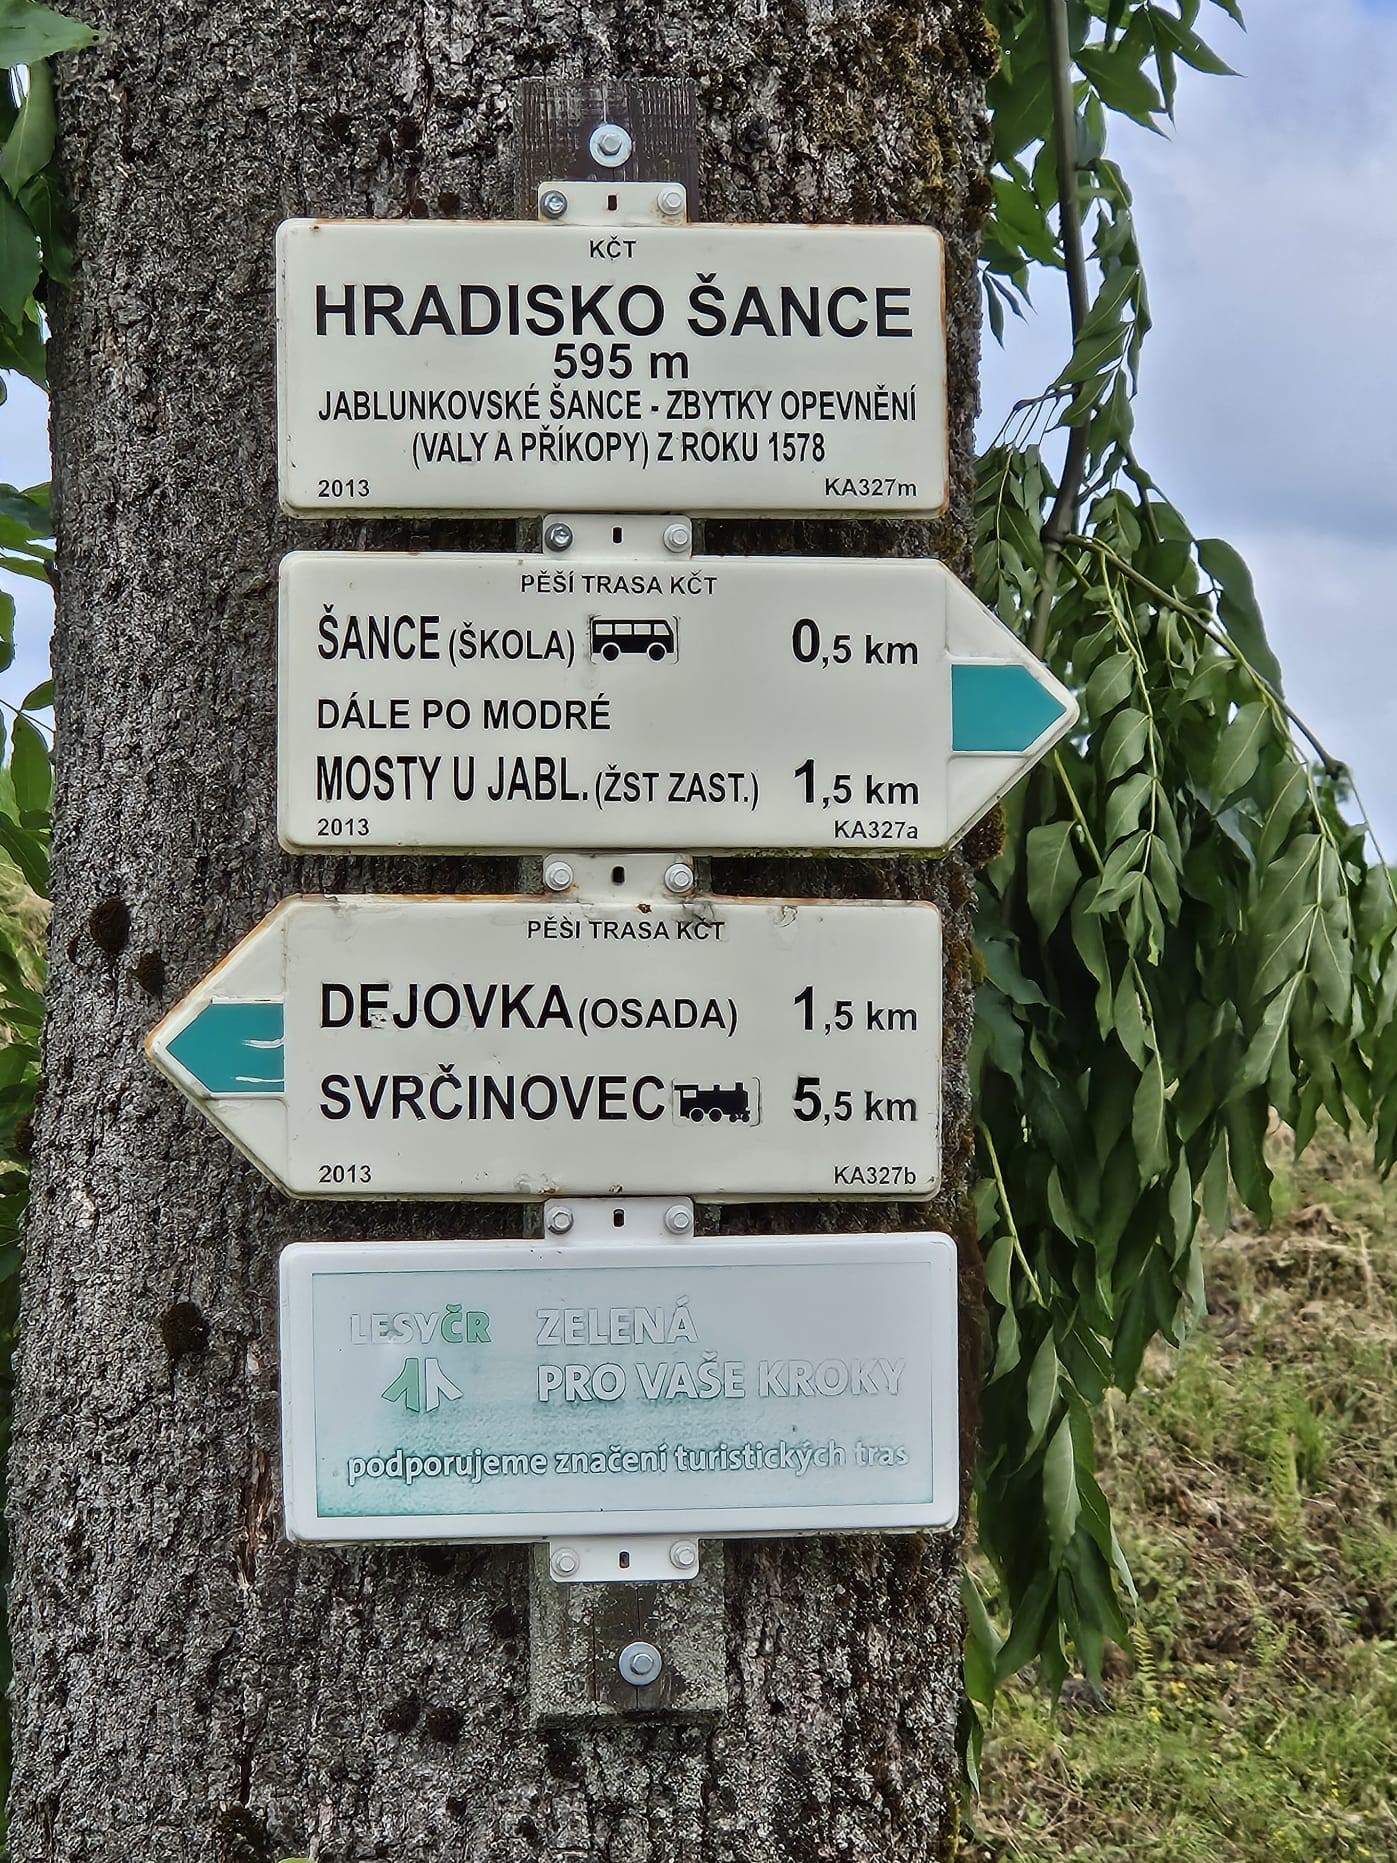 KČT
HRADISKO ŠANCE
595 m
JABLUNKOVSKÉ ŠANCE - ZBYTKY OPEVNĚNÍ
(VALY A PŘÍKOPY) Z ROKU 1578
2013 KA327m
PĚŠÍ TRASA KČT
ŠANCE (ŠKOLA) 0,5 km
DÁLE PO MODRÉ
MOSTY U JABL. (ŽST ZAST.) 1,5 km
2013 KA327a
PĚŠÍ TRASA KČT
DEJOVKA (OSADA) 1,5 km
SVRČINOVEC 5,5 km
2013 KA327b
LESY ČR
ZELENÁ
PRO VAŠE KROKY
podporujeme značení turistických tras